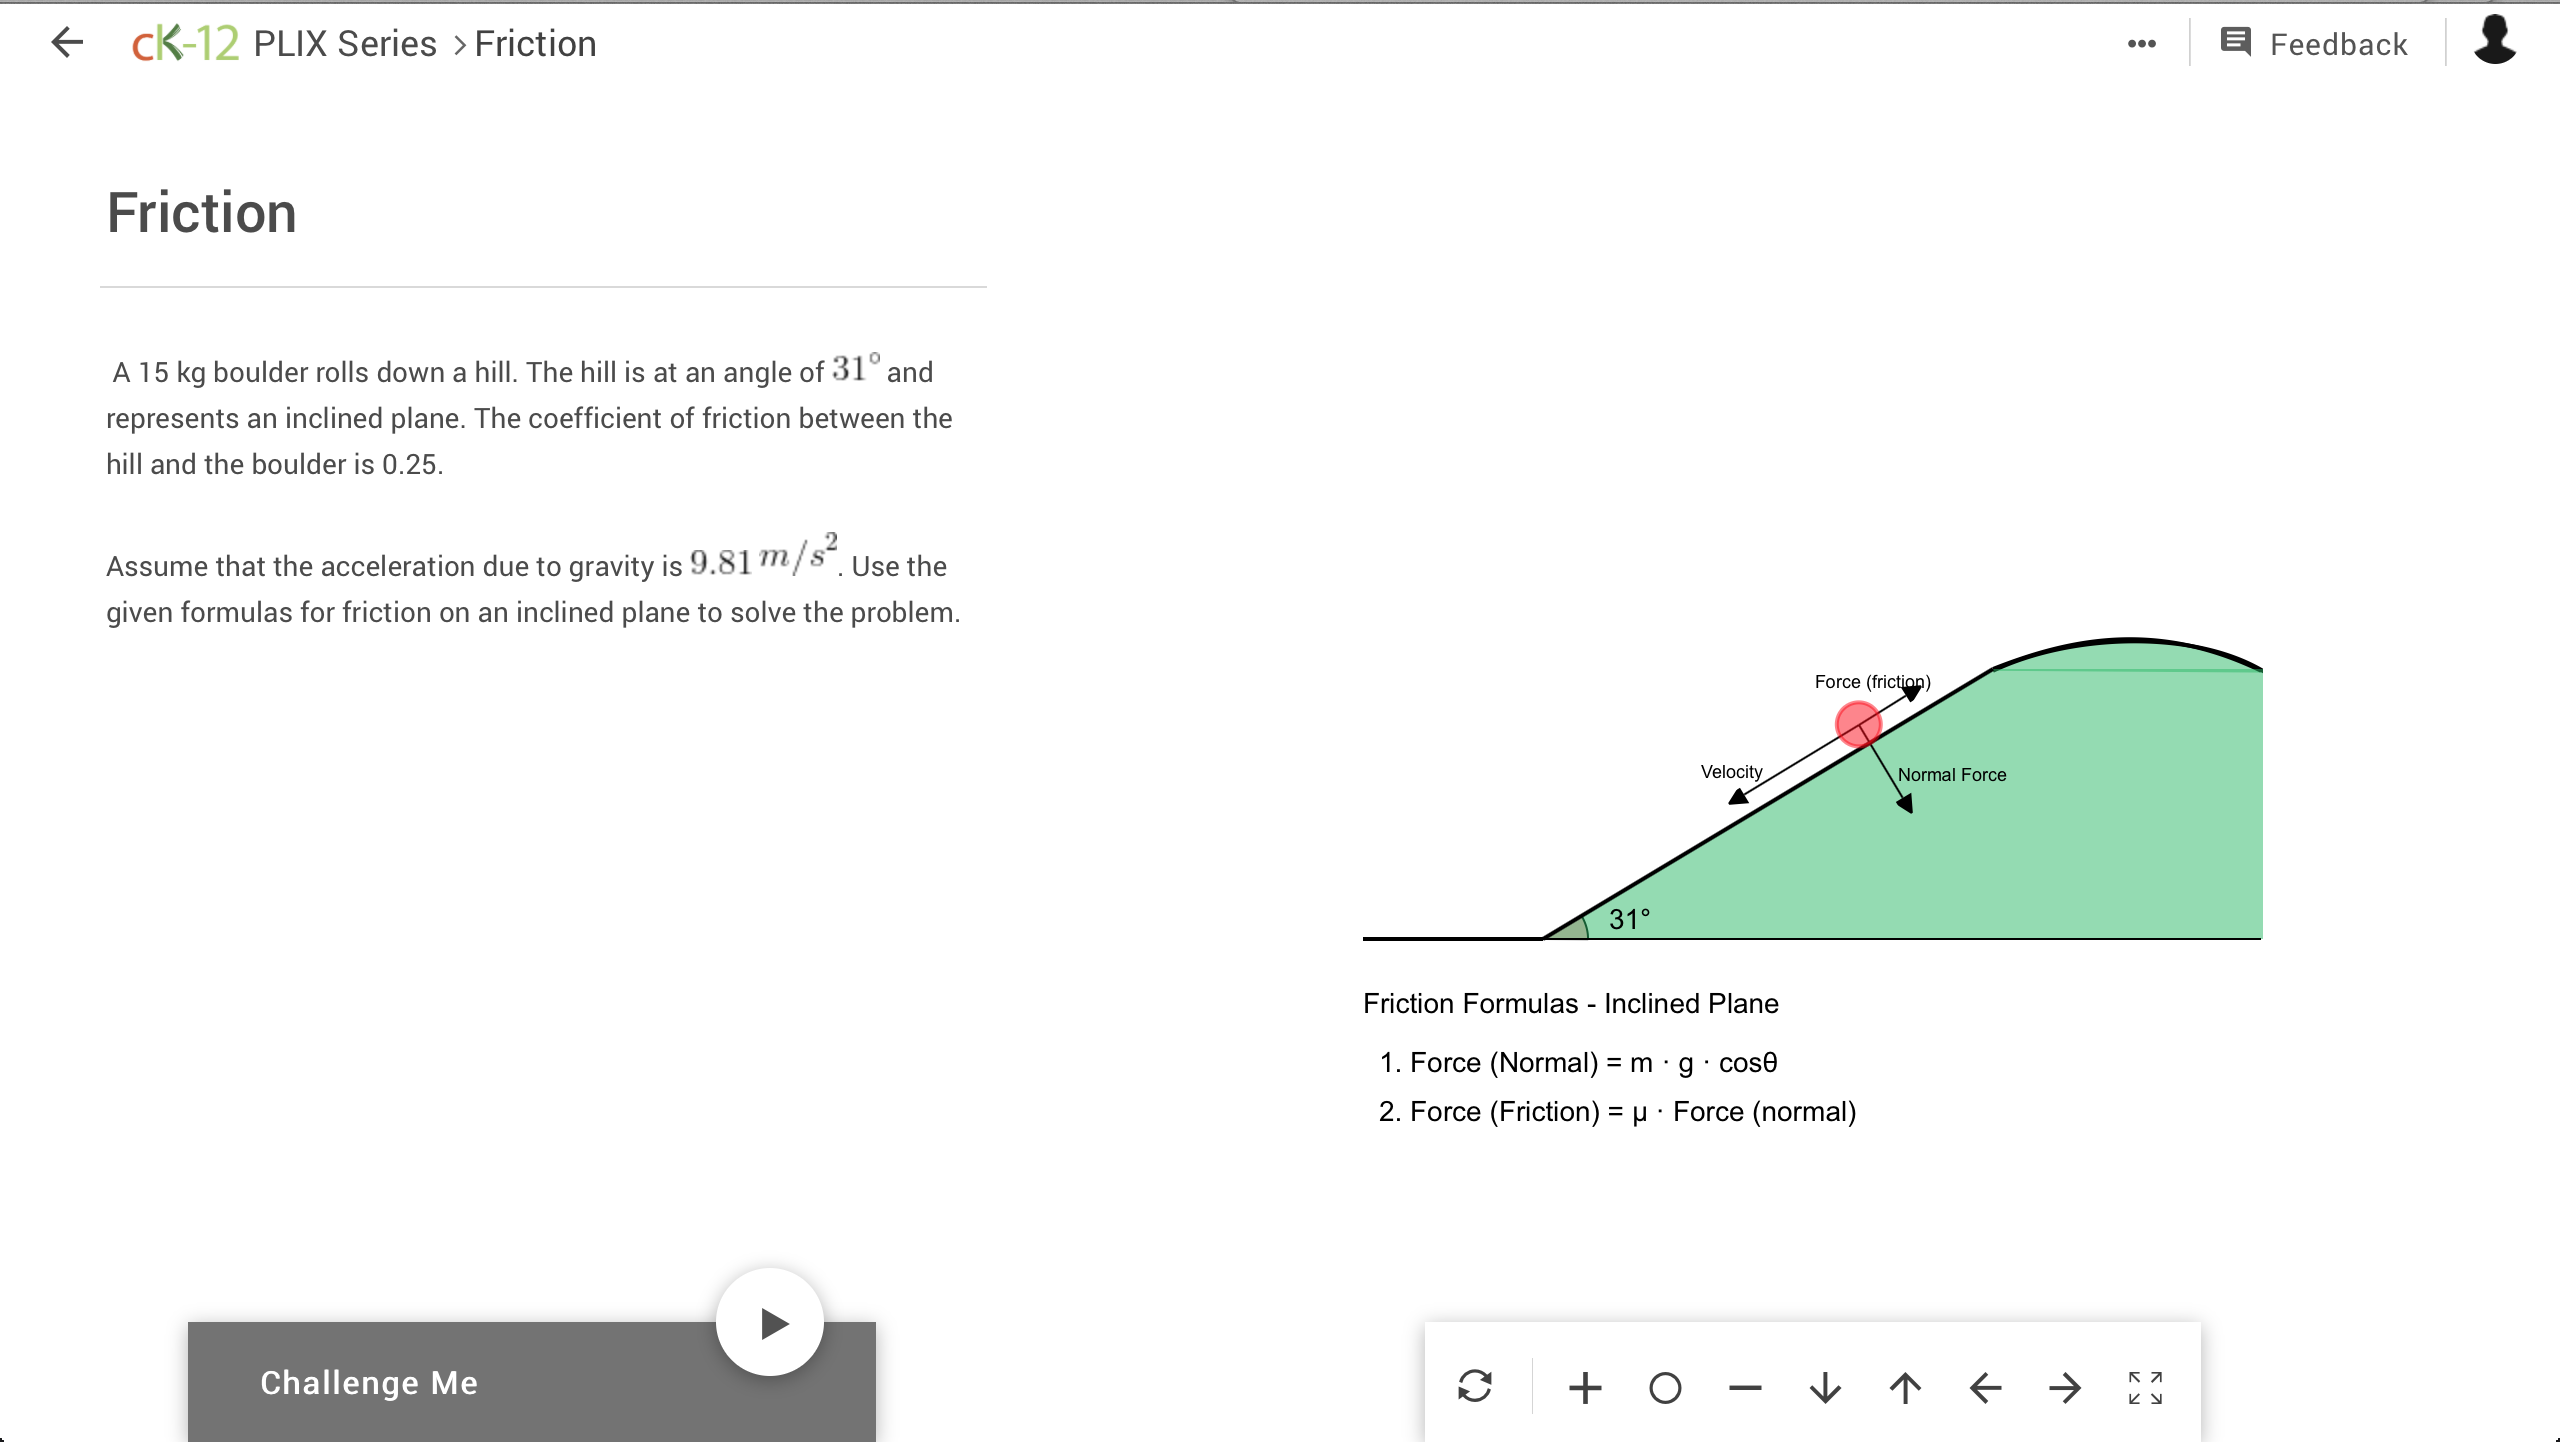 cK-12 PLIX Series > Friction
Feedback
Friction
A 15 kg boulder rolls down a hill. The hill is at an angle of 31° and
represents an inclined plane. The coefficient of friction between the
hill and the boulder is 0.25.
Assume that the acceleration due to gravity is 9.81 m/s². Use the
given formulas for friction on an inclined plane to solve the problem.
Force (friction)
Velocity
Normal Force
31°
Friction Formulas - Inclined Plane
1. Force (Normal) = m · g · cosθ
2. Force (Friction) = μ · Force (normal)
Challenge Me